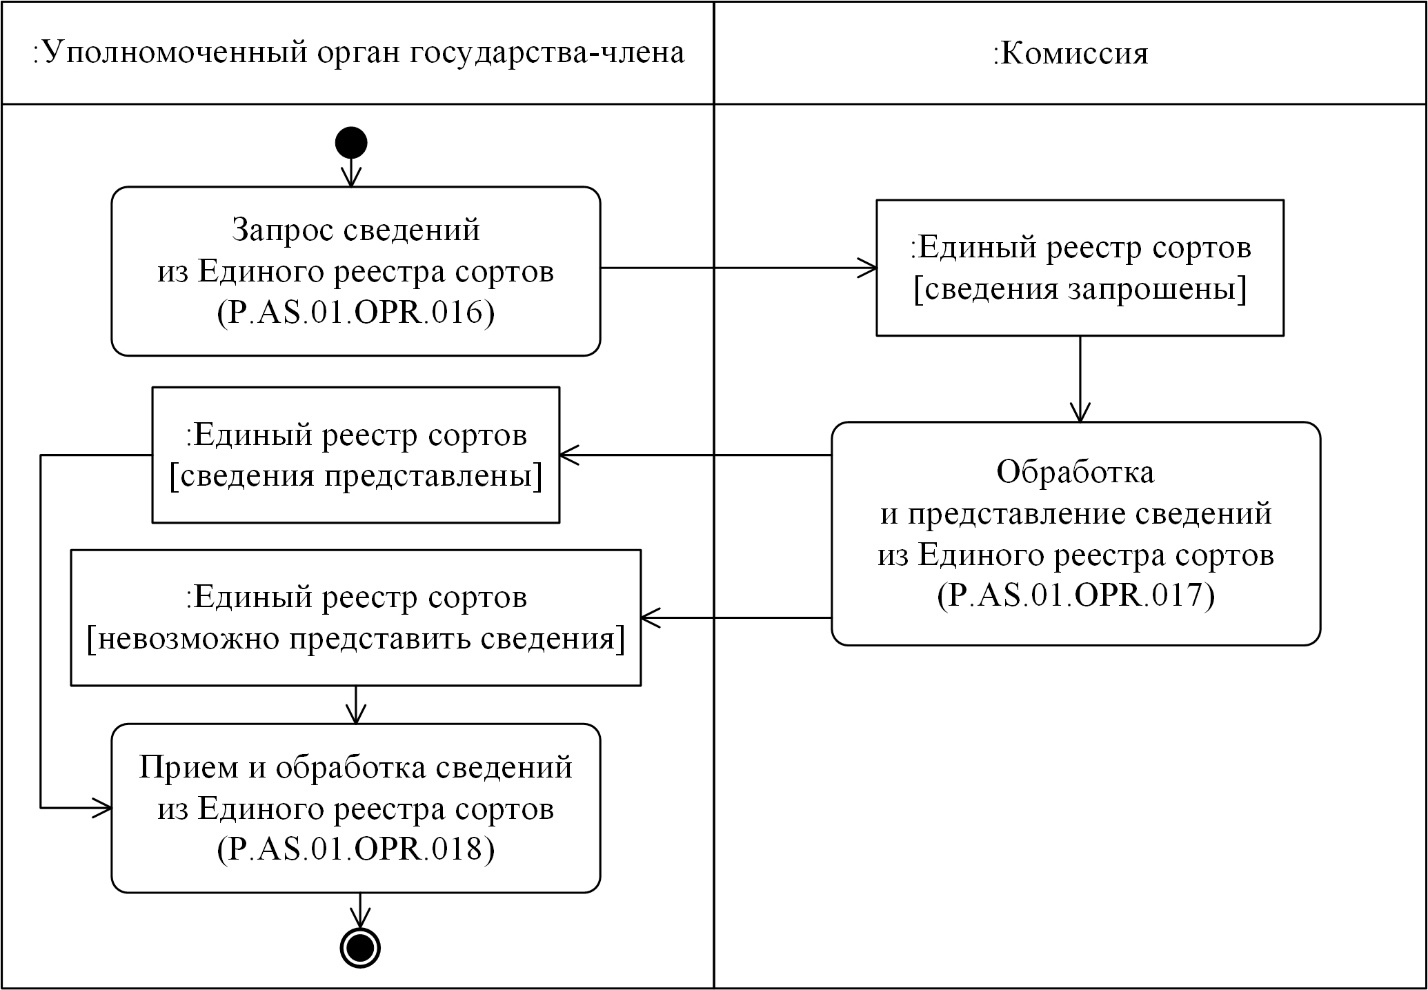 :Уполномоченный орган государства-члена
:Комиссия
Запрос сведений
из Единого реестра сортов
(P.AS.01.OPR.016)
:Единый реестр сортов
[сведения запрошены]
:Единый реестр сортов
[сведения представлены]
Обработка
и представление сведений
из Единого реестра сортов
(P.AS.01.OPR.017)
:Единый реестр сортов
[невозможно представить сведения]
Прием и обработка сведений
из Единого реестра сортов
(P.AS.01.OPR.018)